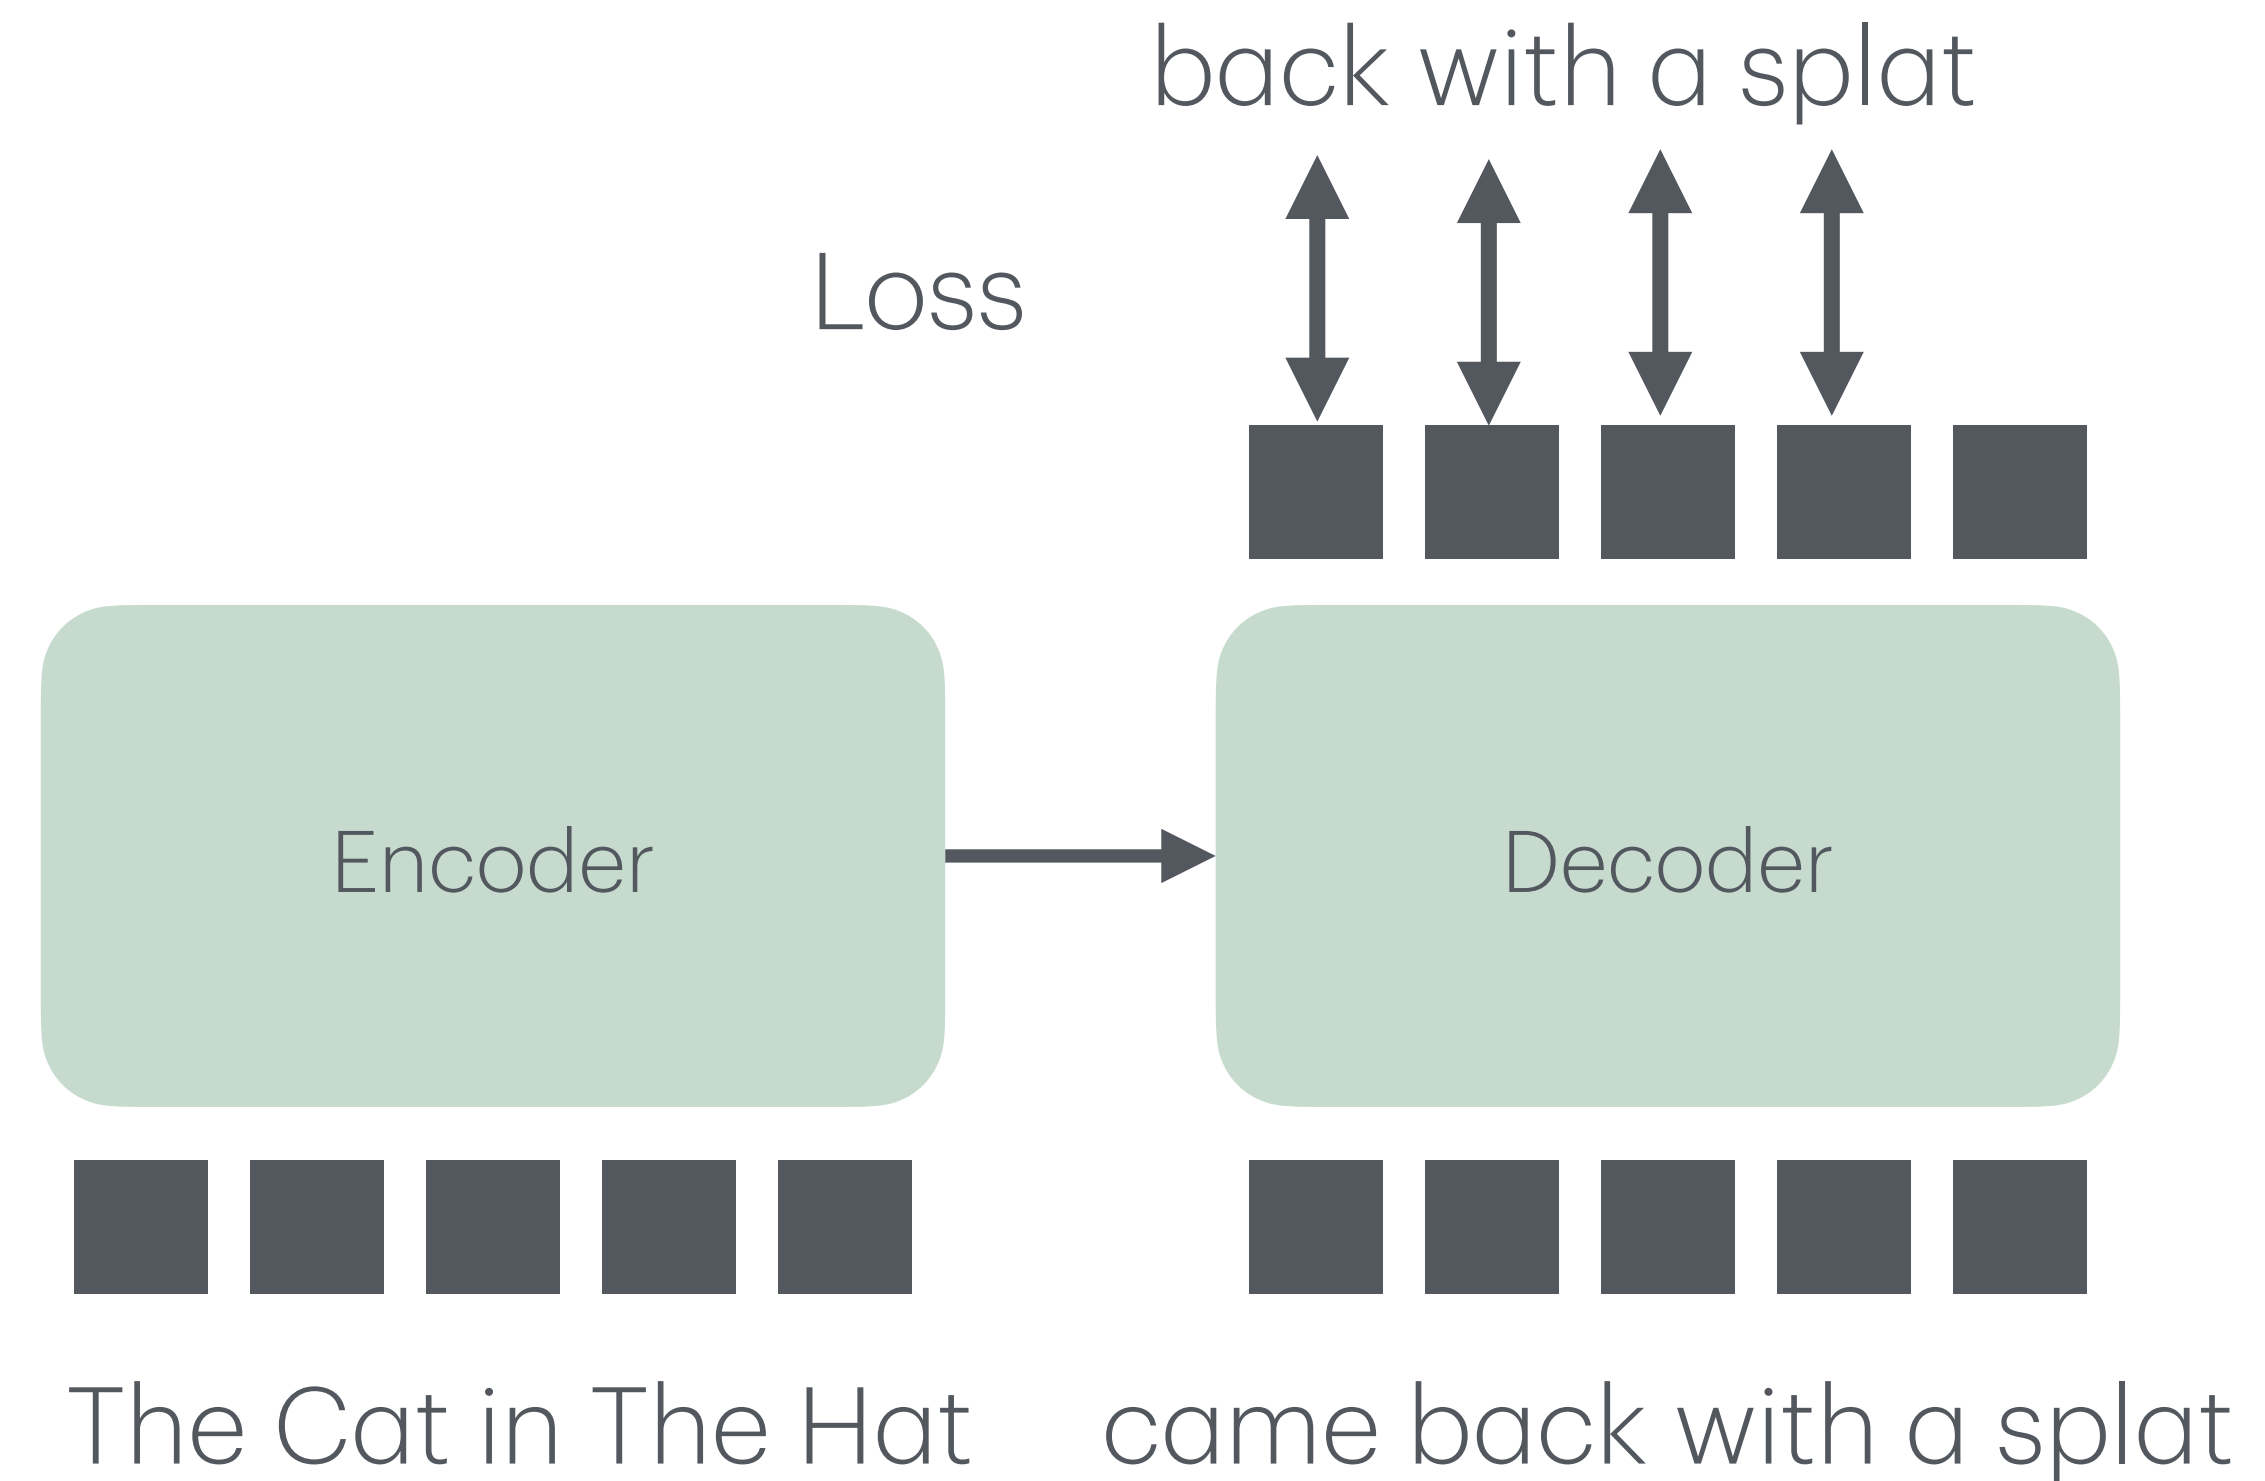 back with a splat
Loss
Encoder
Decoder
The Cat in The Hat
came back with a splat